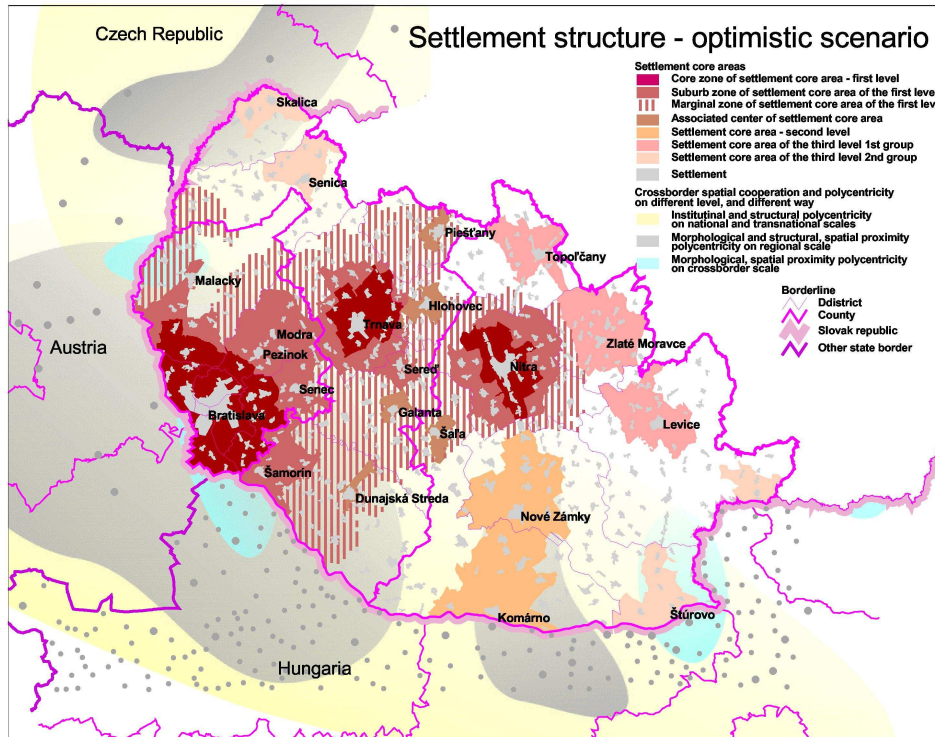 Czech Republic
Settlement structure - optimistic scenario
Settlement core areas
Core zone of settlement core area - first level
Suburb zone of settlement core area of the first level
Marginal zone of settlement core area of the first level
Associated center of settlement core area
Settlement core area - second level
Settlement core area of the third level 1st group
Settlement core area of the third level 2nd group
Settlement
Crossborder spatial cooperation and polycentricity
on different level, and different way
Institutinal and structural polycentricity
on national and transnational scales
Morphological and structural, spatial proximity
polycentricity on regional scale
Morphological, spatial proximity polycentricity
on crossborder scale
Borderline
Ddistrict
County
Slovak republic
Other state border
Skalica
Senica
Piešťany
Topoľčany
Malacky
Hlohovec
Trnava
Modra
Zlaté Moravce
Austria
Pezinok
Sereď
Nitra
Senec
Bratislava
Galanta
Levice
Šaľa
Šamorín
Dunajská Streda
Nové Zámky
Komárno
Štúrovo
Hungaria